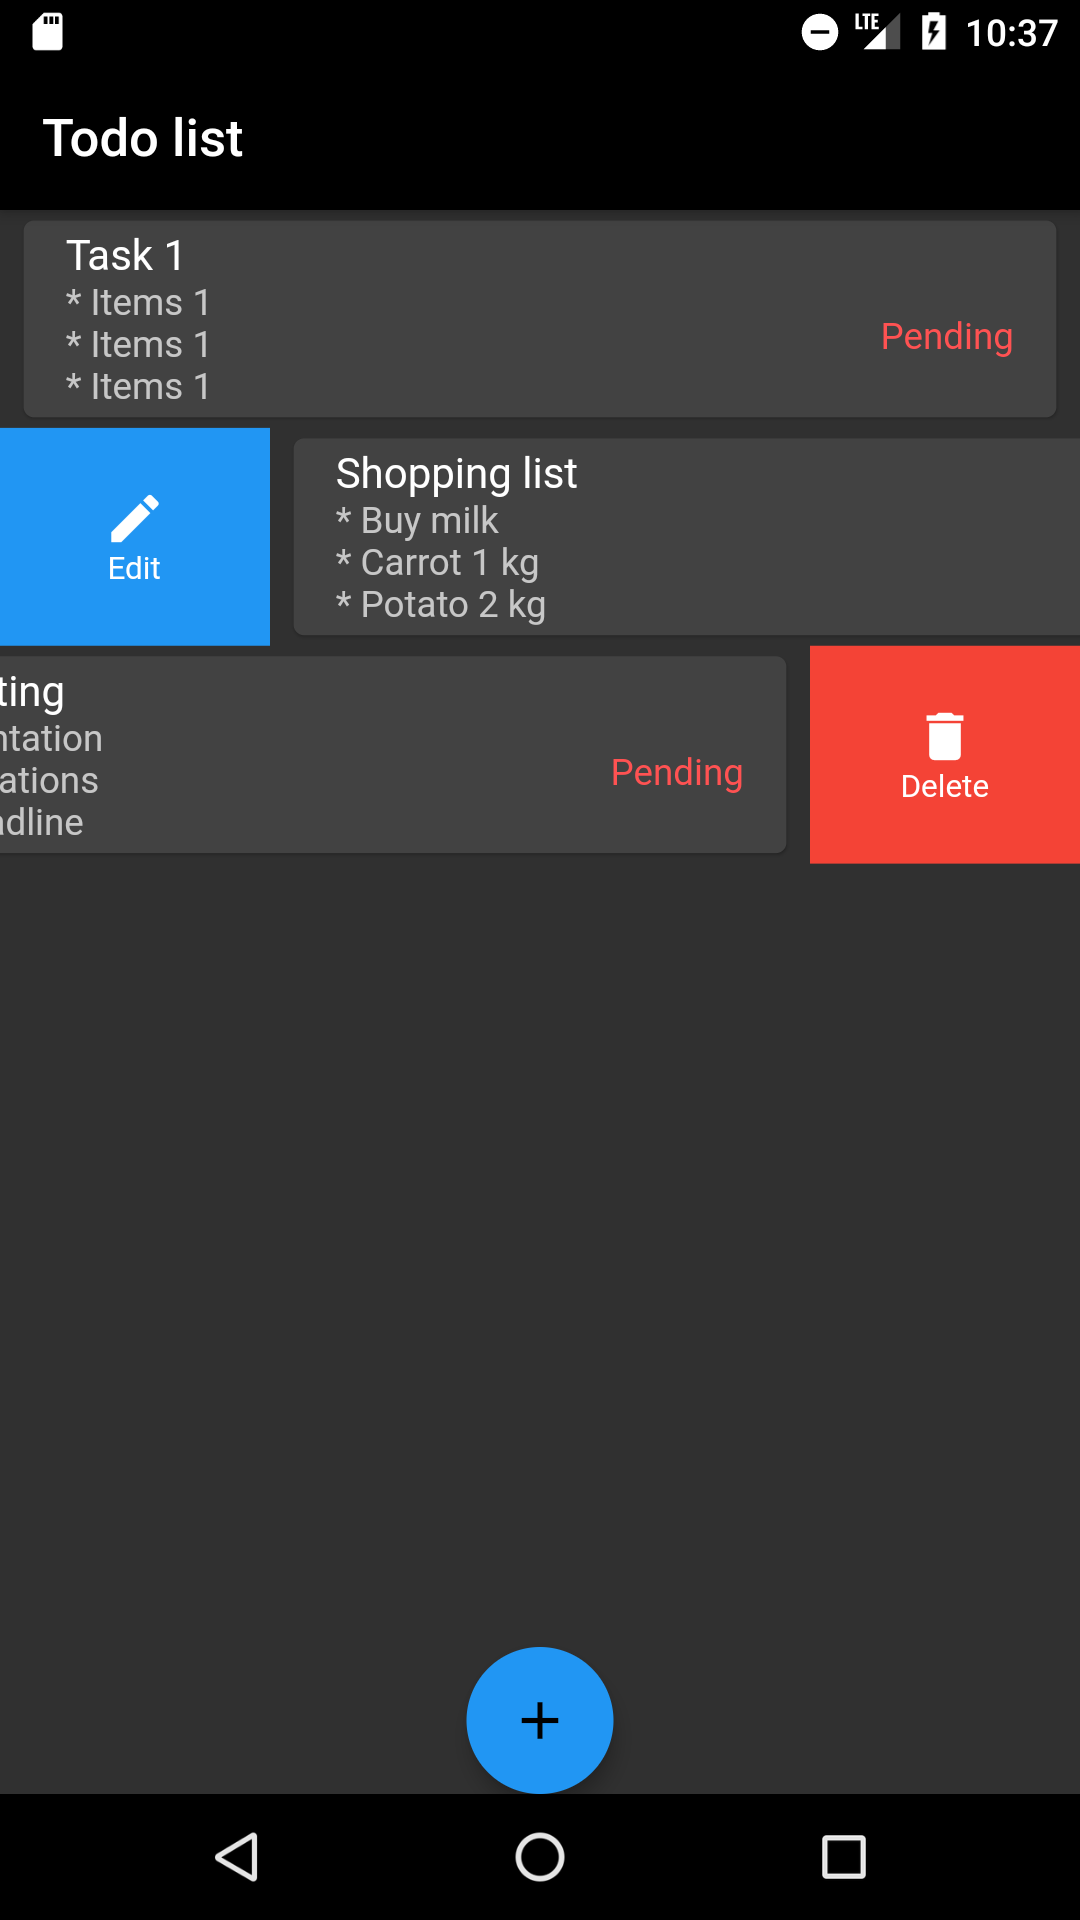 LTE 10:37
Todo list
Task 1
* Items 1
* Items 1
* Items 1
Pending
Edit
Shopping list
* Buy milk
* Carrot 1 kg
* Potato 2 kg
ting
ntation
ations
adline
Pending
Delete